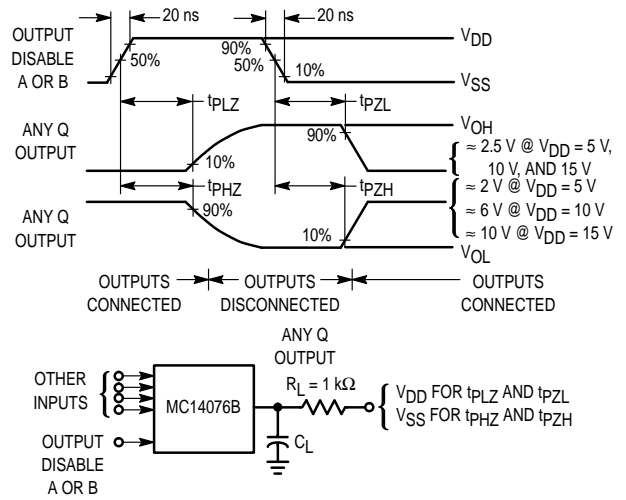 20 ns
20 ns
OUTPUT
DISABLE
A OR B
50%
90%
50%
10%
VDD
VSS
tPLZ
tPZL
ANY Q
OUTPUT
10%
90%
VOH
≈ 2.5 V @ VDD = 5 V,
10 V, AND 15 V
tPHZ
tPZH
ANY Q
OUTPUT
90%
10%
≈ 2 V @ VDD = 5 V
≈ 6 V @ VDD = 10 V
≈ 10 V @ VDD = 15 V
VOL
OUTPUTS
CONNECTED
OUTPUTS
DISCONNECTED
OUTPUTS
CONNECTED
ANY Q
OUTPUT
OTHER
INPUTS
MC14076B
RL = 1 kΩ
VDD FOR tPLZ AND tPZL
VSS FOR tPHZ AND tPZH
CL
OUTPUT
DISABLE
A OR B